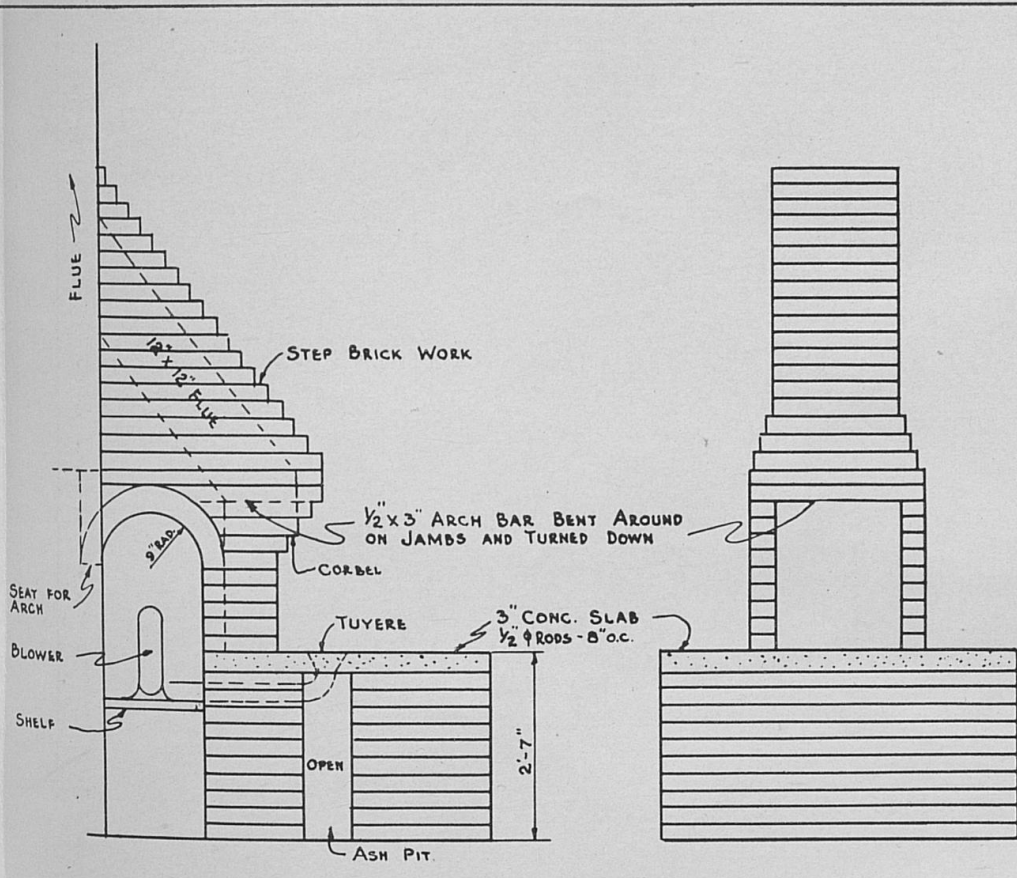 FLUE
12" x 12" FLUE
STEP BRICK WORK
1/2" x 3" ARCH BAR BENT AROUND
ON JAMBS AND TURNED DOWN
9" RAD.
CORBEL
SEAT FOR
ARCH
TUYERE
3" CONC. SLAB
1/2" φ RODS - 8" O.C.
BLOWER
SHELF
OPEN
2'-7"
ASH PIT.